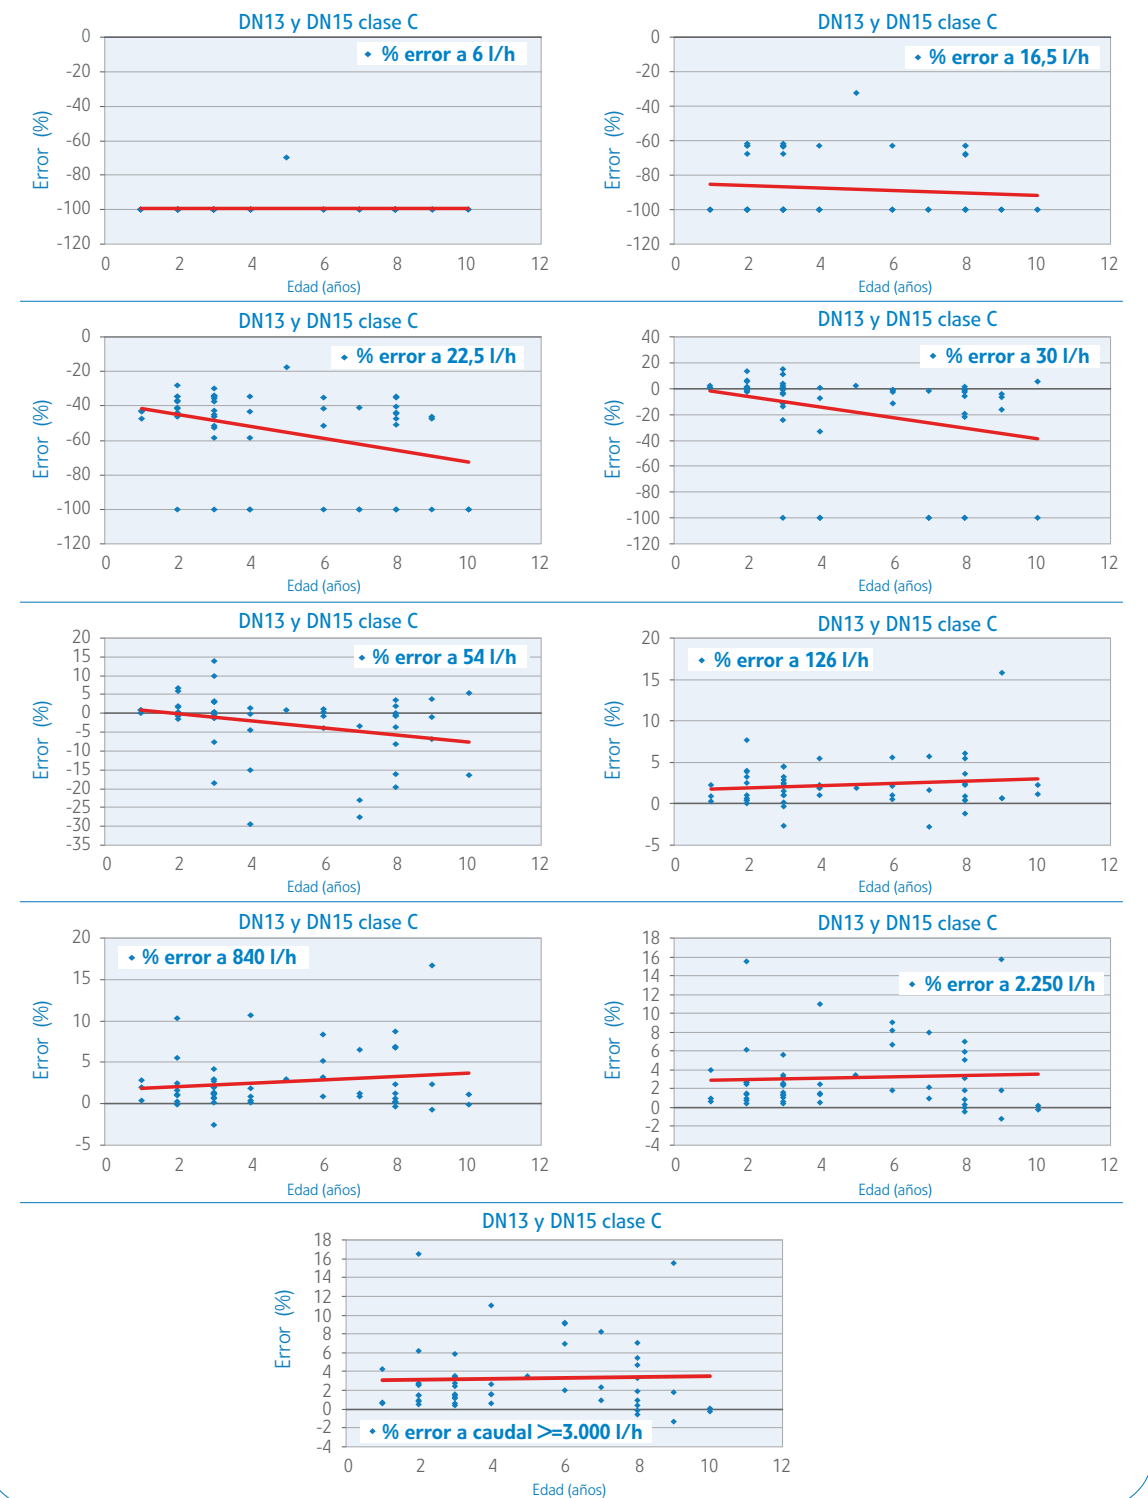 DN13 y DN15 clase C
% error a 6 l/h
Error (%)
0
-20
-40
-60
-80
-100
-120
0 2 4 6 8 10 12
Edad (años)
DN13 y DN15 clase C
% error a 16,5 l/h
Error (%)
0
-20
-40
-60
-80
-100
-120
0 2 4 6 8 10 12
Edad (años)
DN13 y DN15 clase C
% error a 22,5 l/h
Error (%)
0
-20
-40
-60
-80
-100
-120
0 2 4 6 8 10 12
Edad (años)
DN13 y DN15 clase C
% error a 30 l/h
Error (%)
40
20
0
-20
-40
-60
-80
-100
-120
0 2 4 6 8 10 12
Edad (años)
DN13 y DN15 clase C
% error a 54 l/h
Error (%)
20
15
10
5
0
-5
-10
-15
-20
-25
-30
-35
0 2 4 6 8 10 12
Edad (años)
DN13 y DN15 clase C
% error a 126 l/h
Error (%)
20
15
10
5
0
-5
0 2 4 6 8 10 12
Edad (años)
DN13 y DN15 clase C
% error a 840 l/h
Error (%)
20
15
10
5
0
-5
0 2 4 6 8 10 12
Edad (años)
DN13 y DN15 clase C
% error a 2.250 l/h
Error (%)
18
16
14
12
10
8
6
4
2
0
-2
-4
0 2 4 6 8 10 12
Edad (años)
DN13 y DN15 clase C
Error (%)
18
16
14
12
10
8
6
4
2
0
-2
-4
% error a caudal >=3.000 l/h
0 2 4 6 8 10 12
Edad (años)